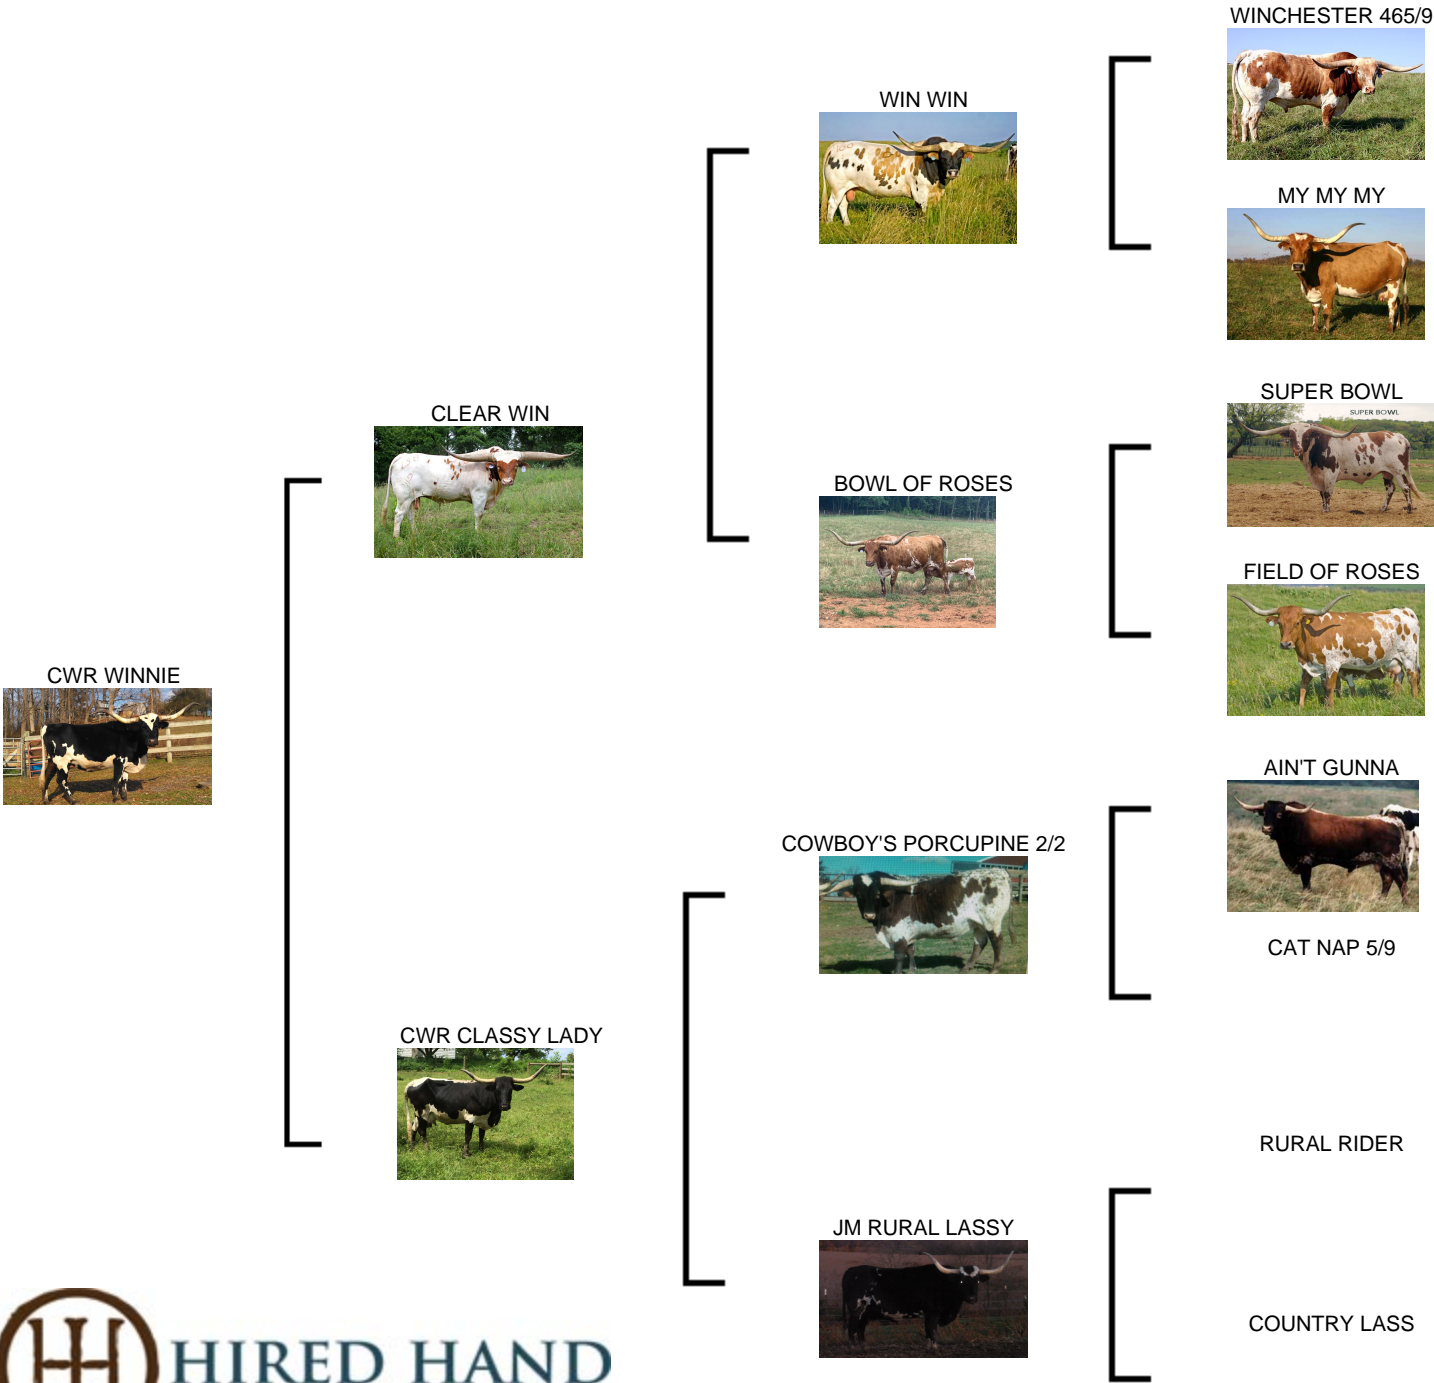 WINCHESTER 465/9
WIN WIN
MY MY MY
SUPER BOWL
SUPER BOWL
CLEAR WIN
BOWL OF ROSES
FIELD OF ROSES
CWR WINNIE
AIN'T GUNNA
COWBOY'S PORCUPINE 2/2
CAT NAP 5/9
CWR CLASSY LADY
RURAL RIDER
JM RURAL LASSY
COUNTRY LASS
HIRED HAND